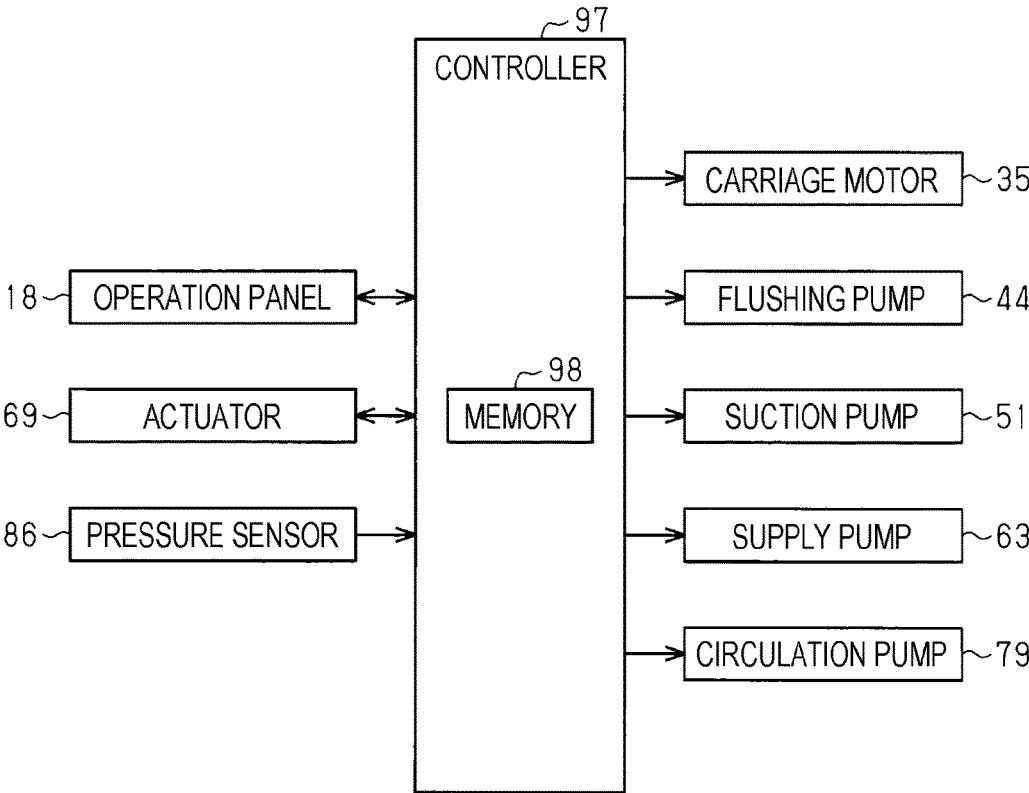 97
CONTROLLER
CARRIAGE MOTOR 35
18 OPERATION PANEL
FLUSHING PUMP 44
98
69 ACTUATOR
MEMORY
SUCTION PUMP 51
86 PRESSURE SENSOR
SUPPLY PUMP 63
CIRCULATION PUMP 79